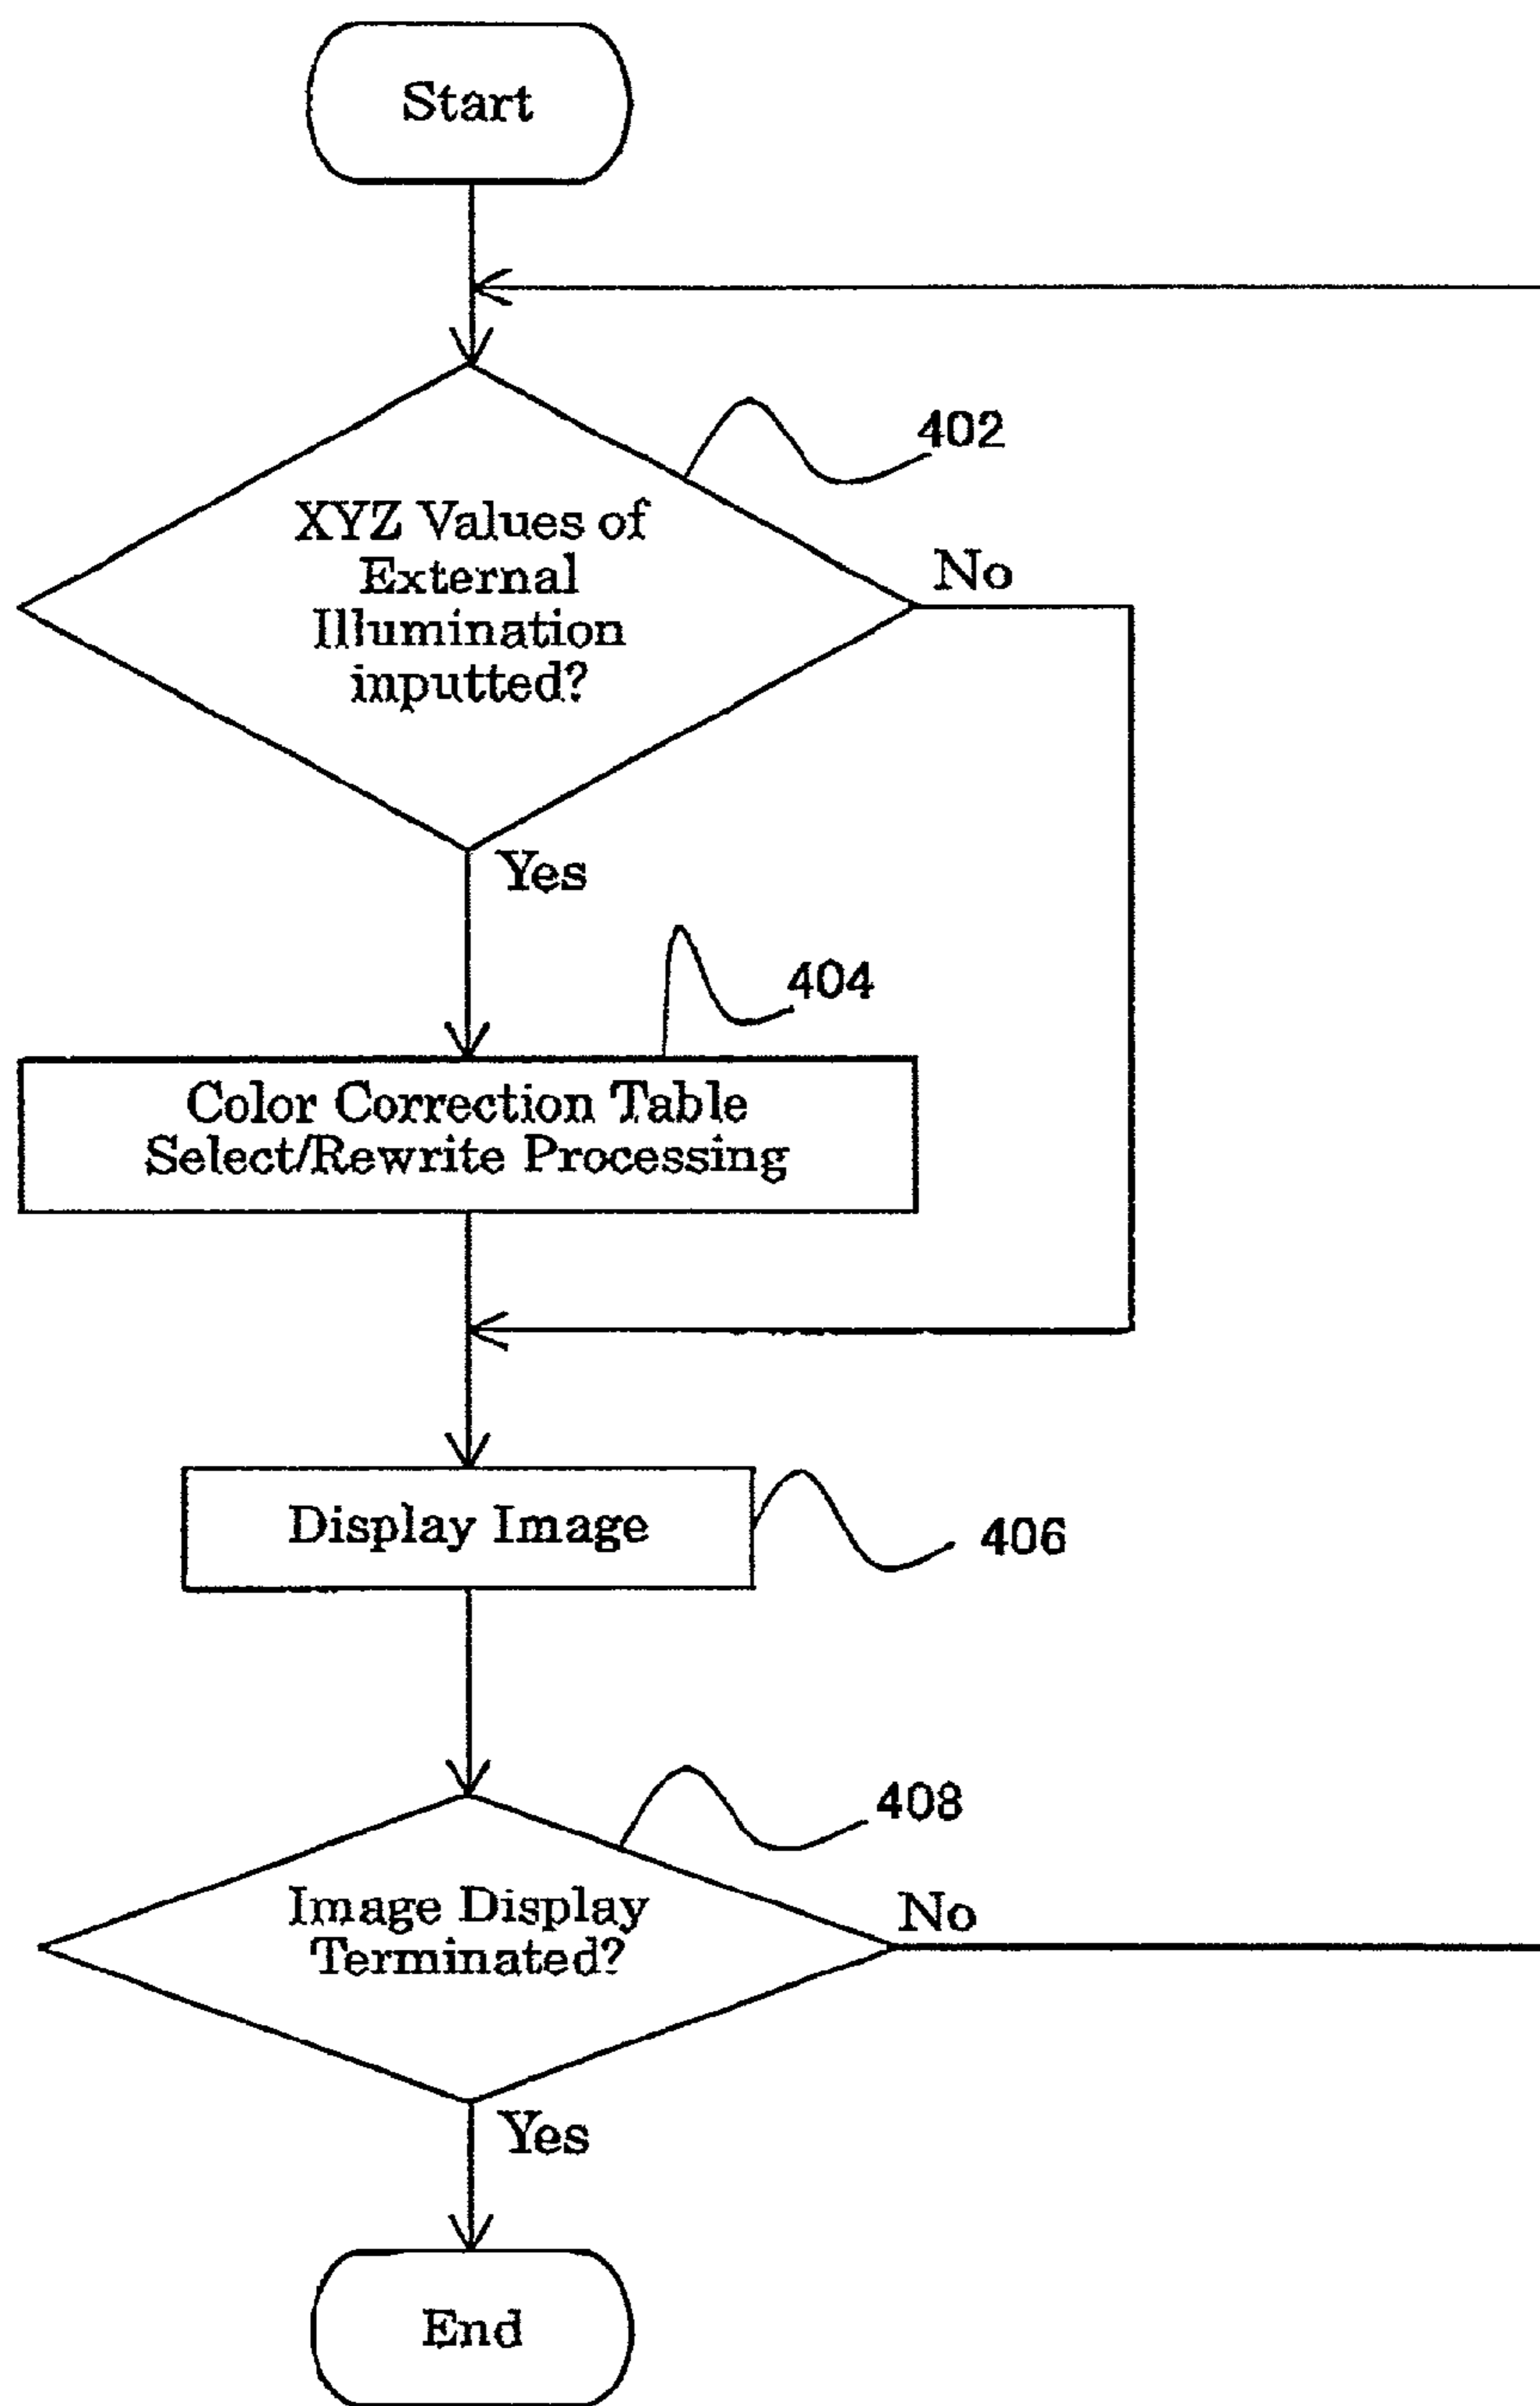 Start
402
XYZ Values of
External
Illumination
inputted?
No
Yes
404
Color Correction Table
Select/Rewrite Processing
Display Image
406
408
Image Display
Terminated?
No
Yes
End